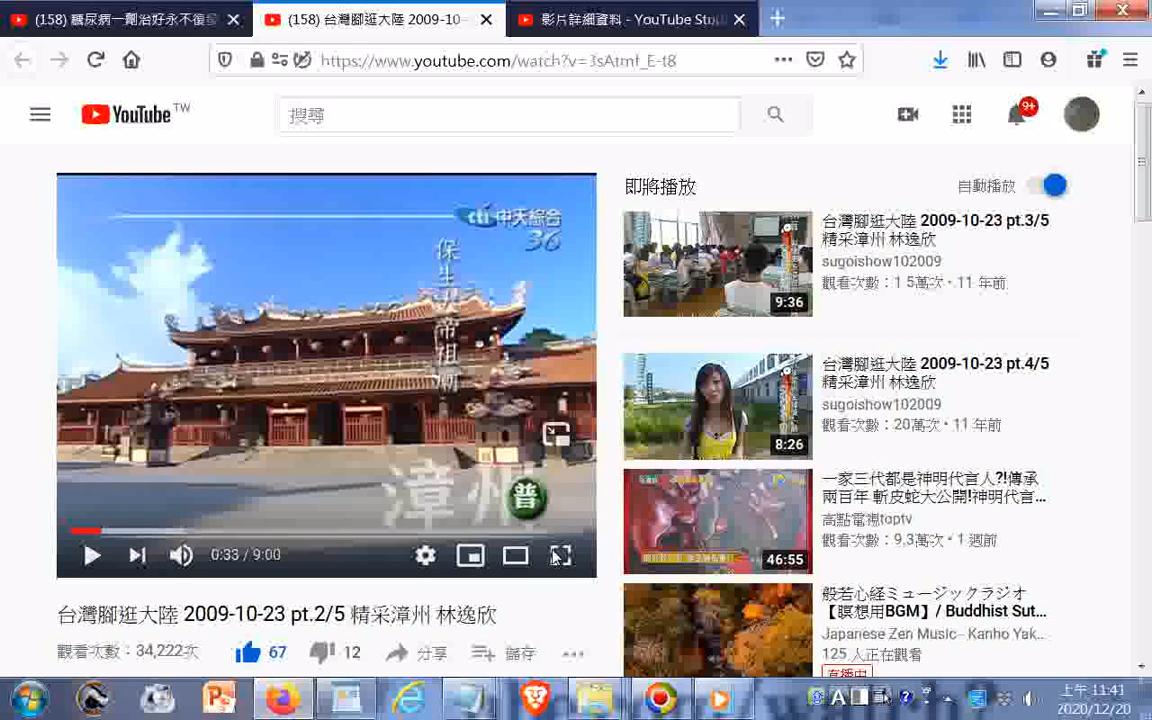 (158) 糖尿病一劑治好永不復發
(158) 台灣腳逛大陸 2009-10-
影片詳細資料 - YouTube Stu
https://www.youtube.com/watch?v=3sAtmf_E-t8
YouTube TW
搜尋
9+
中天綜合
36
保生大帝祖廟
漳州
普
0:33 / 9:00
台灣腳逛大陸 2009-10-23 pt.2/5 精采漳州 林逸欣
觀看次數：34,222次
67
12
分享
儲存
即將播放
自動播放
台灣腳逛大陸 2009-10-23 pt.3/5
精采漳州 林逸欣
sugoishow102009
觀看次數：1.5萬次 · 11 年前
9:36
台灣腳逛大陸 2009-10-23 pt.4/5
精采漳州 林逸欣
sugoishow102009
觀看次數：20萬次 · 11 年前
8:26
一家三代都是神明代言人?!傳承
兩百年 斬皮蛇大公開!神明代言...
高點電視toptv
觀看次數：9.3萬次 · 1 週前
46:55
般若心経ミュージックラジオ
【瞑想用BGM】/ Buddhist Sut...
Japanese Zen Music - Kanho Yak...
125 人正在觀看
直播中
上午 11:41
2020/12/20